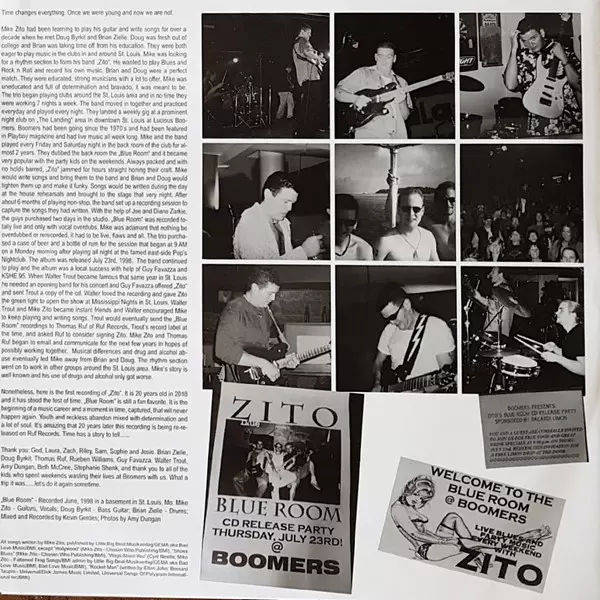 Time changes everything. Once we were young and now we are not.
Mike Zito had been learning to play his guitar and write songs for over a
decade when he met Doug Byrkit and Brian Zielie. Doug was fresh out of
college and Brian was taking time off from his education. They were both
eager to play music in the clubs in and around St. Louis. Mike was looking
for a rhythm section to form his band „Zito". He wanted to play Blues and
Rock n Roll and record his own music. Brian and Doug were a perfect
match. They were educated, strong musicians with a lot to offer, Mike was
uneducated and full of determination and bravado, it was meant to be.
The trio began playing clubs around the St. Louis area and in no time they
were working 7 nights a week. The band moved in together and practiced
everyday and played every night. They landed a weekly gig at a prominent
night club on „The Landing" area in downtown St. Louis at Lucious Boo-
mers. Boomers had been going since the 1970's and had been featured
in Playboy magazine and had live music all week long. Mike and the band
played every Friday and Saturday night in the back room of the club for al-
most 2 years. They dubbed the back room the „Blue Room" and it became
very popular with the party kids on the weekends. Always packed and with
no holds barred, „Zito" jammed for hours straight honing their craft. Mike
would write songs and bring them to the band and Brian and Doug would
tighten them up and make it funky. Songs would be written during the day
at the house rehearsals and brought to the stage that very night. After
about 6 months of playing non-stop, the band set up a recording session to
capture the songs they had written. With the help of Joe and Diane Zielkie,
the guys purchased two days in the studio. „Blue Room" was recorded to-
tally live and only with vocal overdubs. Mike was adamant that nothing be
overdubbed or reinvented, it had to be live, flaws and all. The trio purcha-
sed a case of beer and a bottle of rum for the session that began at 9 AM
on a Monday morning after playing all night at the famed east-side Pop's
Nightclub. The album was released July 23rd, 1998. The band continued
to play and the album was a local success with help of Guy Favazza and
KSHE 95. When Walter Trout became famous that same year in St. Louis
he needed an opening band for his concert and Guy Favazza offered „Zito"
and sent Trout a copy of the cd. Walter loved the recording and gave Zito
the green light to open the show at Mississippi Nights in St. Louis. Walter
Trout and Mike Zito became instant friends and Walter encouraged Mike
to keep playing and writing songs. Trout would eventually send the „Blue
Room" recordings to Thomas Ruf of Ruf Records, Trout's record label at
the time, and asked Ruf to consider signing Zito. Mike Zito and Thomas
Ruf began to email and communicate for the next few years in hopes of
possibly working together. Musical differences and drug and alcohol ab-
use eventually led Mike away from Brian and Doug. The rhythm section
went on to work in other groups around the St. Louis area. Mike's story is
well known and his use of drugs and alcohol only got worse.
Nonetheless, here is the first recording of „Zito". It is 20 years old in 2018
and it has stood the test of time. „Blue Room" is still a fan favorite. It is the
beginning of a music career and a moment in time, captured, that will never
happen again. Youth and reckless abandon mixed with determination and
a lot of soul. It's amazing that 20 years later this recording is being re-re-
leased on Ruf Records. Time has a story to tell......
Thank you: God, Laura, Zach, Riley, Sam, Sophie and Josie. Brian Zielie,
Doug Byrkit, Thomas Ruf, Rueben Williams, Guy Favazza, Walter Trout,
Amy Dungan, Beth McCree, Stephanie Shenk, and thank you to all of the
kids who spent weekends wasting their lives at Boomers with us. What a
trip it was......let's do it again sometime.
„Blue Room" - Recorded June, 1998 in a basement in St. Louis, Mo. Mike
Zito - Guitars, Vocals; Doug Byrkit - Bass Guitar; Brian Zielie - Drums;
Mixed and Recorded by Kevin Gerdes; Photos by Amy Dungan
ZITO
BLUE ROOM
CD RELEASE PARTY
THURSDAY, JULY 23RD!
@
BOOMERS
BOOMERS PRESENTS
ZITO'S BLUE ROOM CD RELEASE PARTY
SPONSORED BY BACARDI LIMON
WELCOME TO THE
BLUE ROOM
@ BOOMERS
LIVE BLUES AND
PARTY MUSIC
EVERY WEEKEND
WITH
ZITO